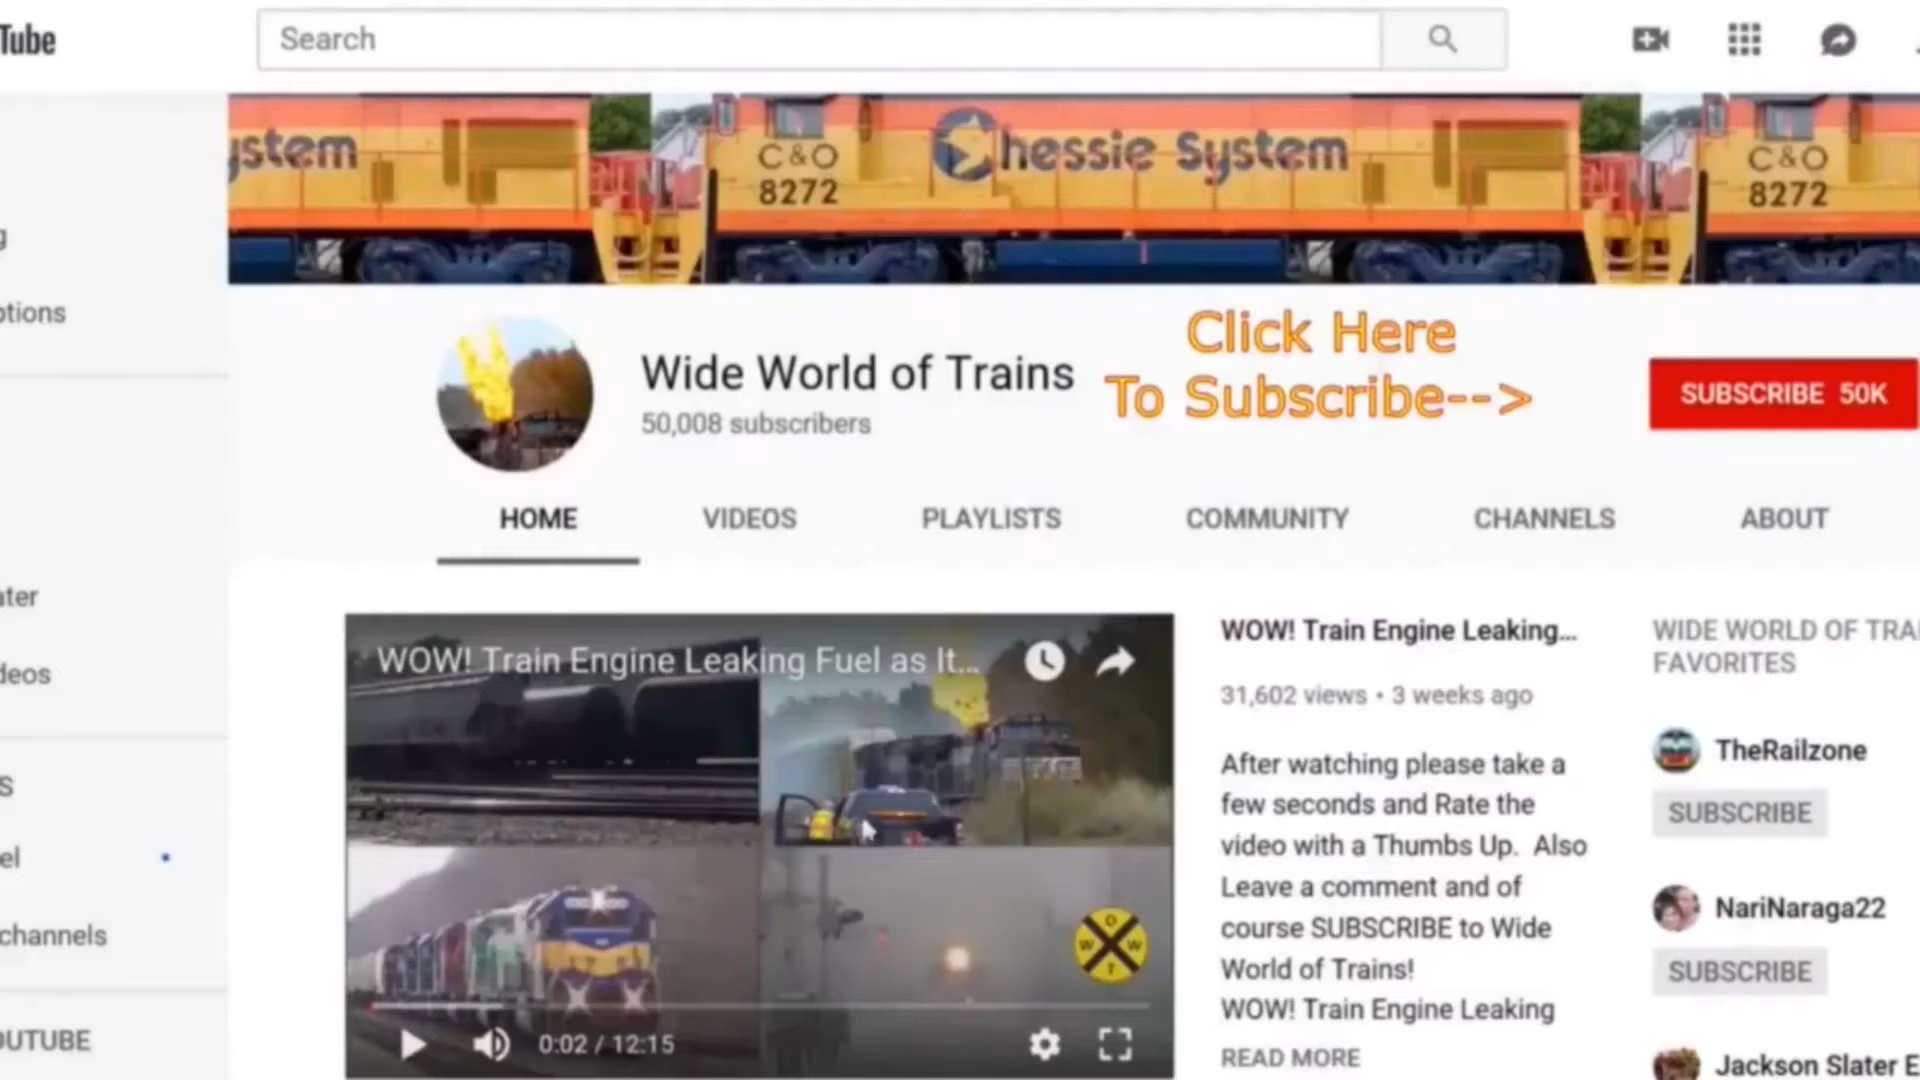 Tube
Search
ystem
C&O
8272
Chessie System
C&O
8272
g
ptions
Wide World of Trains
50,008 subscribers
Click Here
To Subscribe-->
SUBSCRIBE 50K
HOME
VIDEOS
PLAYLISTS
COMMUNITY
CHANNELS
ABOUT
ater
deos
S
el
channels
OUTUBE
WOW! Train Engine Leaking Fuel as It...
O
W W
T
0:02 / 12:15
WOW! Train Engine Leaking...
31,602 views • 3 weeks ago
After watching please take a
few seconds and Rate the
video with a Thumbs Up. Also
Leave a comment and of
course SUBSCRIBE to Wide
World of Trains!
WOW! Train Engine Leaking
READ MORE
WIDE WORLD OF TRA
FAVORITES
TheRailzone
SUBSCRIBE
NariNaraga22
SUBSCRIBE
Jackson Slater E